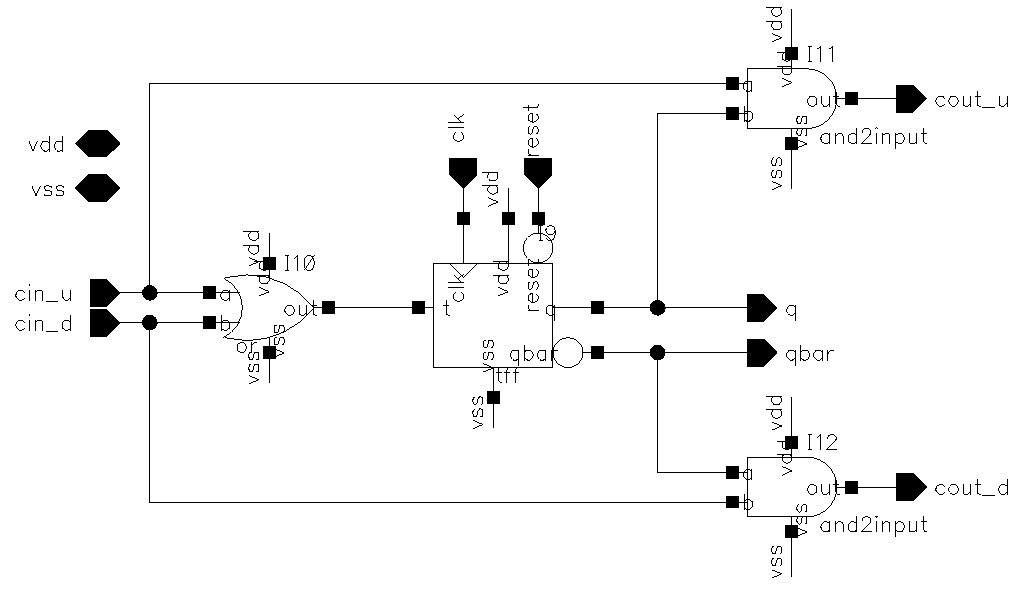 vdd
I11
vdd
a
out
cout_u
b
vss
and2input
vss
vdd
vss
clk
reset
vdd
I9
vdd
I10
vdd
clk
vdd
reset
cin_u
a
out
t
q
q
cin_d
b
or
vss
vss
vss
qbar
qbar
tff
vss
vdd
I12
vdd
a
out
cout_d
b
vss
and2input
vss